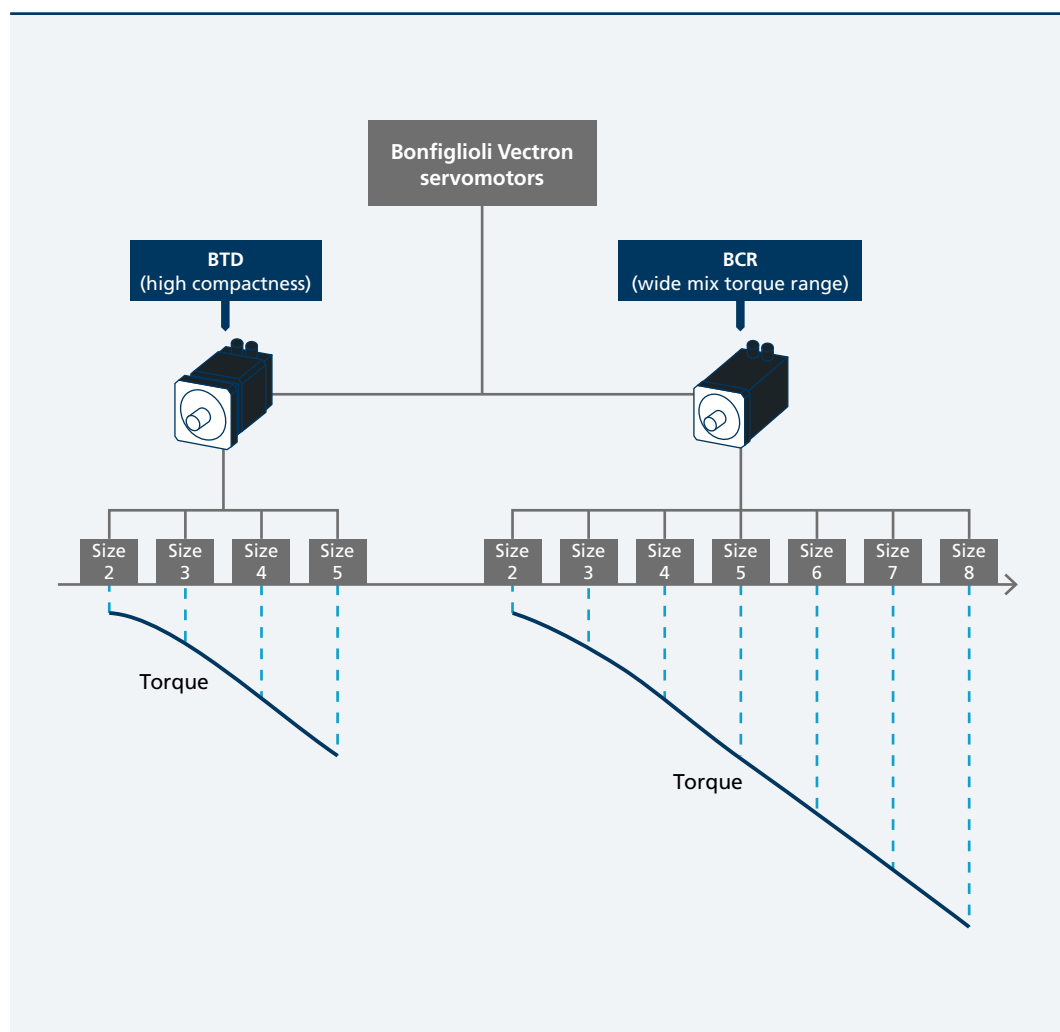 Bonfiglioli Vectron
servomotors
BTD
(high compactness)
BCR
(wide mix torque range)
Size
2
Size
3
Size
4
Size
5
Size
2
Size
3
Size
4
Size
5
Size
6
Size
7
Size
8
Torque
Torque